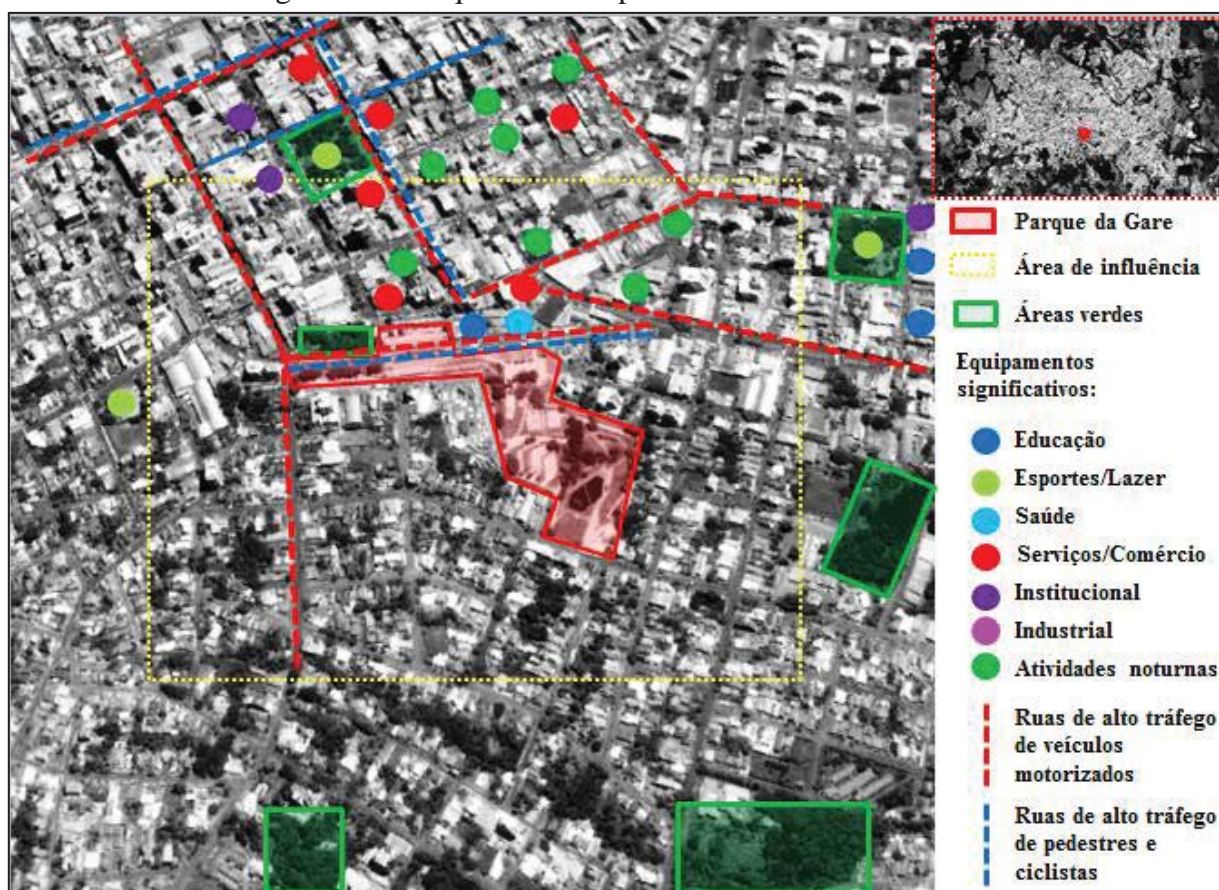 Parque da Gare
Área de influência
Áreas verdes
Equipamentos
significativos:
Educação
Esportes/Lazer
Saúde
Serviços/Comércio
Institucional
Industrial
Atividades noturnas
Ruas de alto tráfego
de veículos
motorizados
Ruas de alto tráfego
de pedestres e
ciclistas